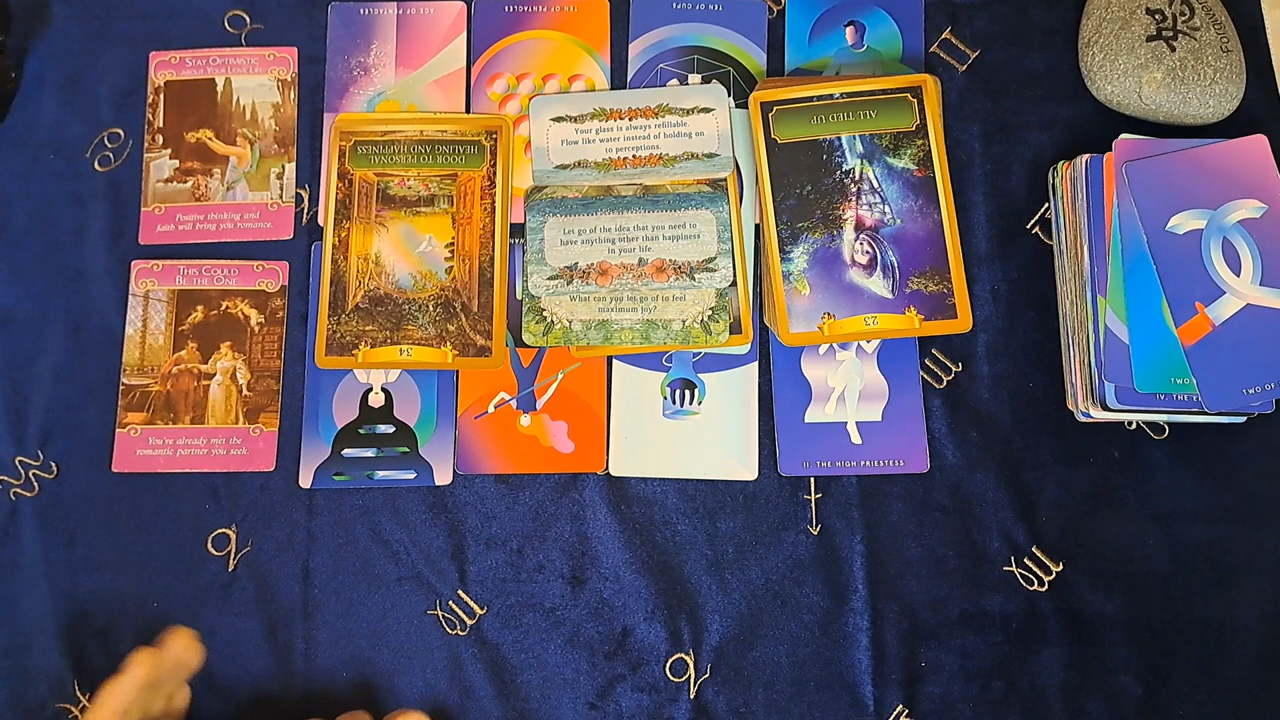 STAY OPTIMISTIC
ABOUT YOUR LOVE LIFE
Positive thinking and
faith will bring you romance.
THIS COULD
BE THE ONE
You've already met the
romantic partner you seek.
ACE OF PENTACLES
TEN OF PENTACLES
TEN OF CUPS
DOOR TO PERSONAL
HEALING AND HAPPINESS
34
Your glass is always refillable.
Flow like water instead of holding on
to perceptions.
Let go of the idea that you need to
have anything other than happiness
in your life.
What can you let go of to feel
maximum joy?
ALL TIED UP
23
II. THE HIGH PRIESTESS
TWO
IV. THE E
TWO OF